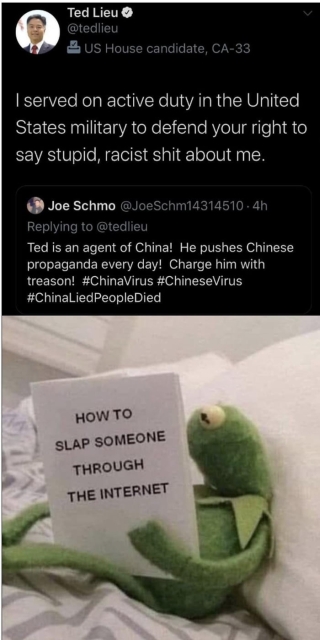 Ted Lieu
@tedlieu
US House candidate, CA-33
I served on active duty in the United
States military to defend your right to
say stupid, racist shit about me.
Joe Schmo @JoeSchm14314510 · 4h
Replying to @tedlieu
Ted is an agent of China! He pushes Chinese
propaganda every day! Charge him with
treason! #ChinaVirus #ChineseVirus
#ChinaLiedPeopleDied
HOW TO
SLAP SOMEONE
THROUGH
THE INTERNET